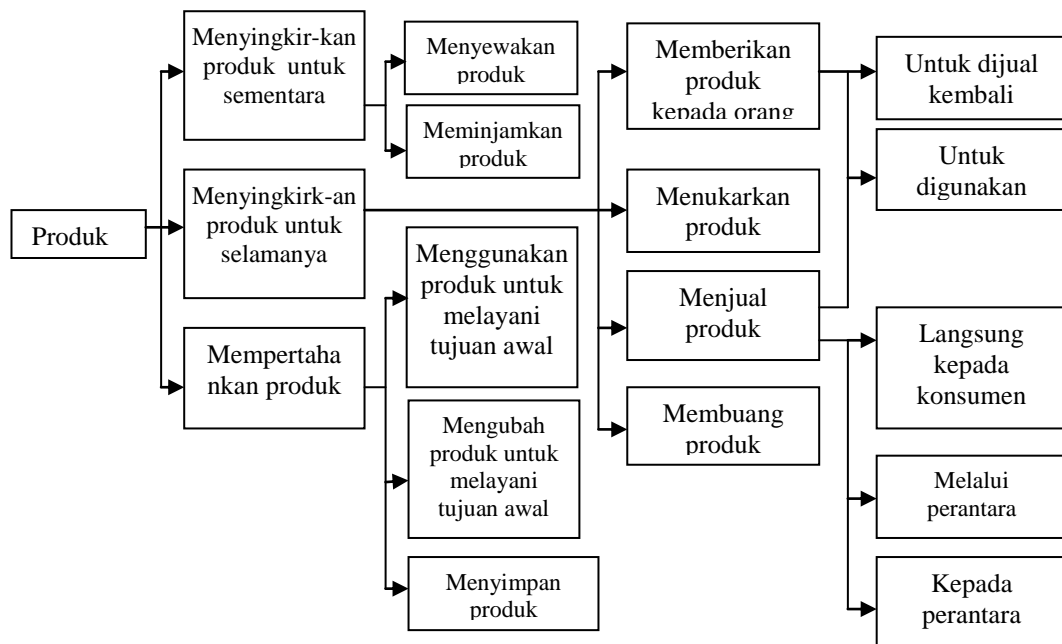 Produk
Menyingkir-kan
produk untuk
sementara
Menyingkirk-an
produk untuk
selamanya
Mempertaha
nkan produk
Menyewakan
produk
Meminjamkan
produk
Menggunakan
produk untuk
melayani
tujuan awal
Mengubah
produk untuk
melayani
tujuan awal
Menyimpan
produk
Memberikan
produk
kepada orang
Menukarkan
produk
Menjual
produk
Membuang
produk
Untuk dijual
kembali
Untuk
digunakan
Langsung
kepada
konsumen
Melalui
perantara
Kepada
perantara